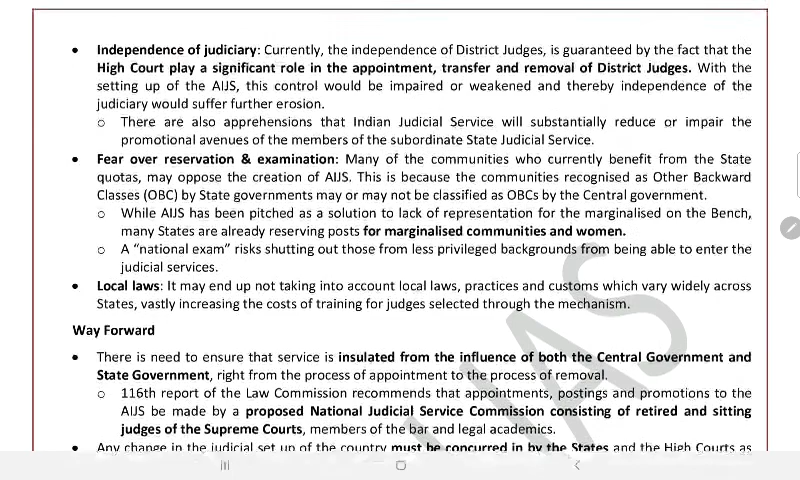 • Independence of judiciary: Currently, the independence of District Judges, is guaranteed by the fact that the
High Court play a significant role in the appointment, transfer and removal of District Judges. With the
setting up of the AIJS, this control would be impaired or weakened and thereby independence of the
judiciary would suffer further erosion.
o There are also apprehensions that Indian Judicial Service will substantially reduce or impair the
promotional avenues of the members of the subordinate State Judicial Service.
• Fear over reservation & examination: Many of the communities who currently benefit from the State
quotas, may oppose the creation of AIJS. This is because the communities recognised as Other Backward
Classes (OBC) by State governments may or may not be classified as OBCs by the Central government.
o While AIJS has been pitched as a solution to lack of representation for the marginalised on the Bench,
many States are already reserving posts for marginalised communities and women.
o A “national exam” risks shutting out those from less privileged backgrounds from being able to enter the
judicial services.
• Local laws: It may end up not taking into account local laws, practices and customs which vary widely across
States, vastly increasing the costs of training for judges selected through the mechanism.
Way Forward
• There is need to ensure that service is insulated from the influence of both the Central Government and
State Government, right from the process of appointment to the process of removal.
o 116th report of the Law Commission recommends that appointments, postings and promotions to the
AIJS be made by a proposed National Judicial Service Commission consisting of retired and sitting
judges of the Supreme Courts, members of the bar and legal academics.
• Any change in the judicial set up of the country must be concurred in by the States and the High Courts as
IAS